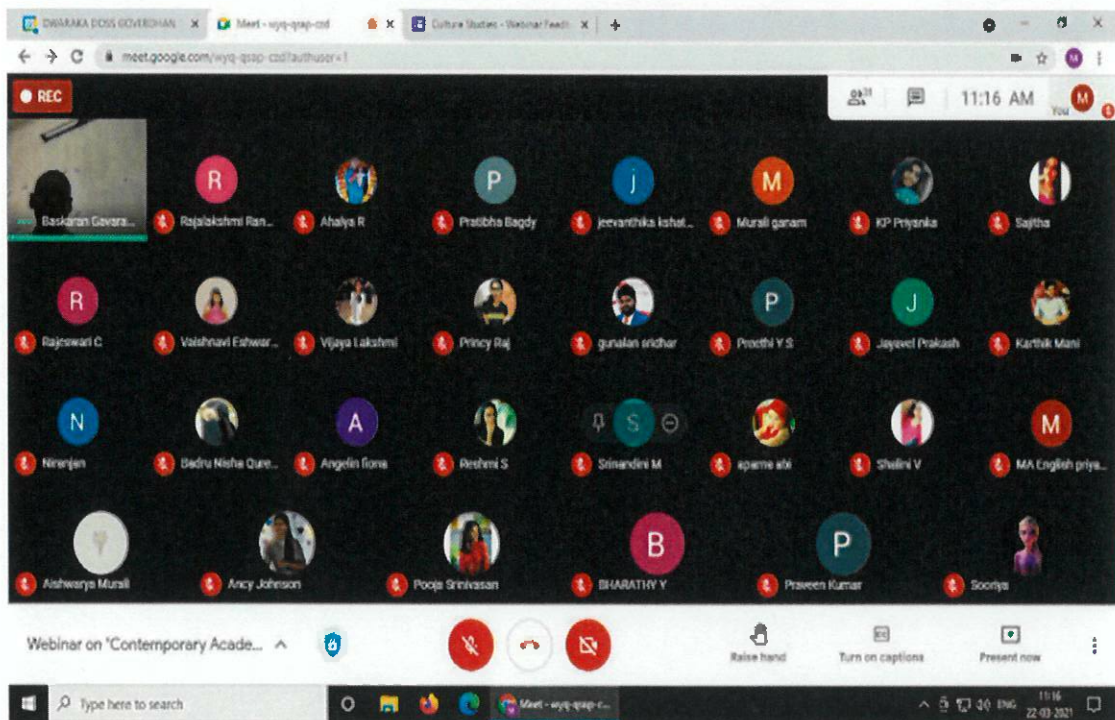 DWARAKA DOSS GOVERDHAN
Meet - wyq-qsap-czd
Culture Studies - Webinar Feedb
meet.google.com/wyq-qsap-czd?authuser=1
M
REC
31
11:16 AM
You
M
R
P
j
M
Baskaran Gavara...
Rajalakshmi Ran...
Ahalya R
Pratibha Bagdy
jeevanthika kshat...
Murali ganam
KP Priyanka
Sajitha
R
P
J
Rajeswari C
Vaishnavi Eshwar...
Vijaya Lakshmi
Princy Raj
gunalan sridhar
Preethi Y S
Jayavel Prakash
Karthik Mani
N
A
S
M
Niranjan
Badru Nisha Qure...
Angelin fiona
Reshmi S
Srinandini M
aparna abi
Shalini V
MA English priya...
B
P
Aishwarya Murali
Ancy Johnson
Pooja Srinivasan
BHARATHY Y
Praveen Kumar
Sooriya
Webinar on "Contemporary Acade...
Raise hand
Turn on captions
Present now
Type here to search
Meet - wyq-qsap-c...
ENG
11:16
22-03-2021